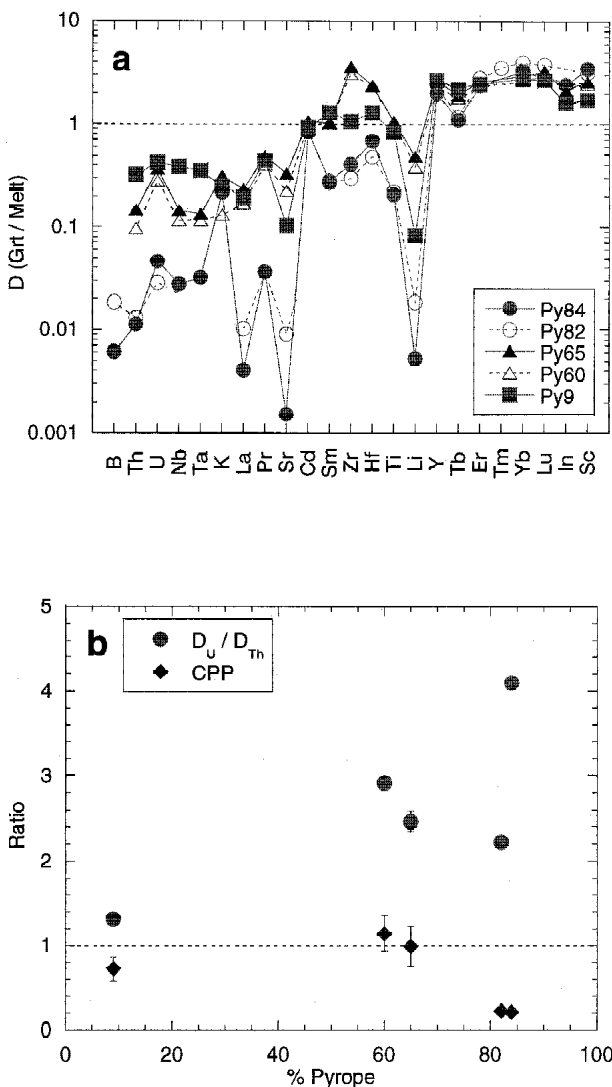 a
10
1
0.1
0.01
0.001
D (Grt / Melt)
Py84
Py82
Py65
Py60
Py9
B Th U Nb Ta K La Pr Sr Cd Sm Zr Hf Ti Li Y Tb Er Tm Yb Lu In Sc
b
D_U / D_Th
CPP
5
4
3
2
1
0
Ratio
0 20 40 60 80 100
% Pyrope